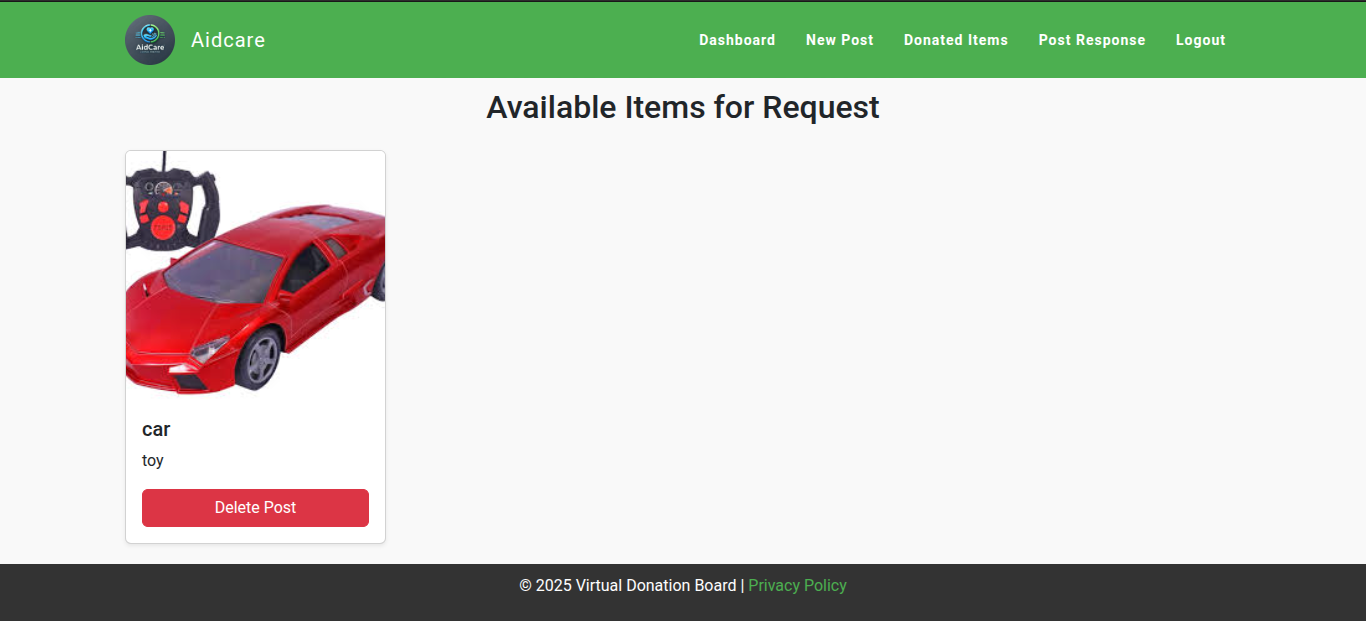 AidCare
Aidcare
Dashboard
New Post
Donated Items
Post Response
Logout
Available Items for Request
car
toy
Delete Post
© 2025 Virtual Donation Board | Privacy Policy